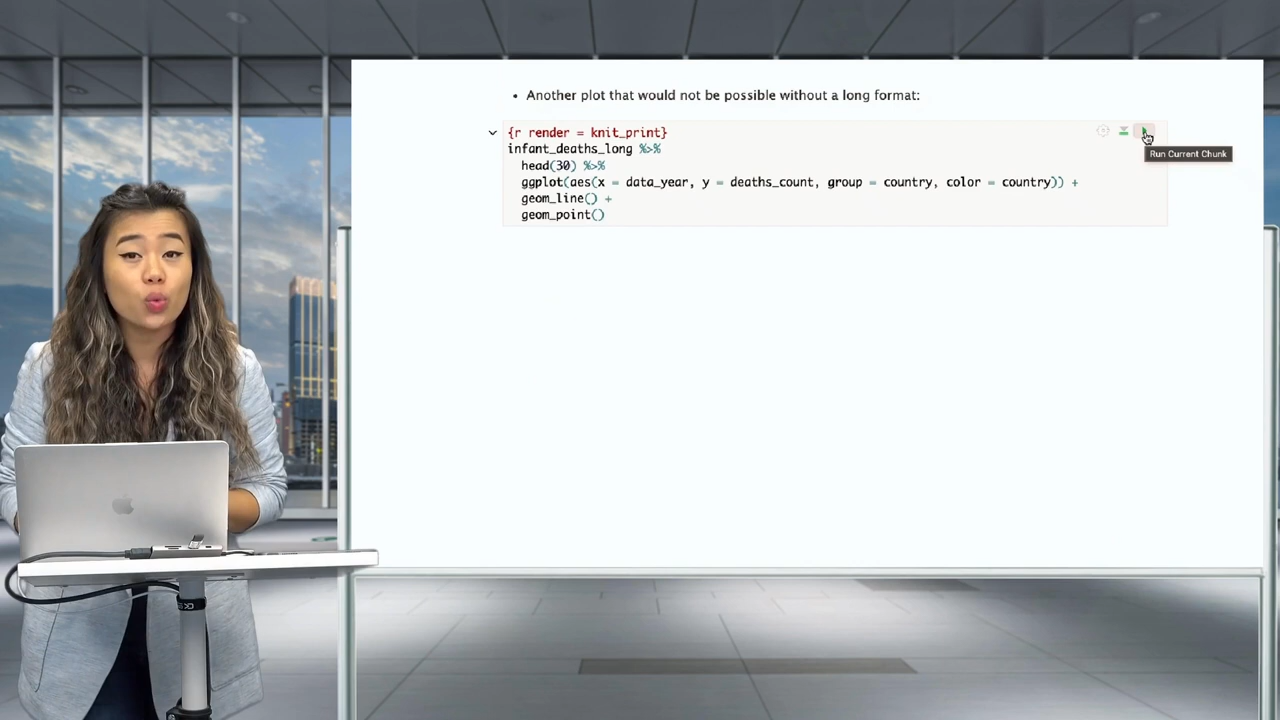 • Another plot that would not be possible without a long format:
{r render = knit_print}
infant_deaths_long %>%
  head(30) %>%
  ggplot(aes(x = data_year, y = deaths_count, group = country, color = country)) +
  geom_line() +
  geom_point()
Run Current Chunk